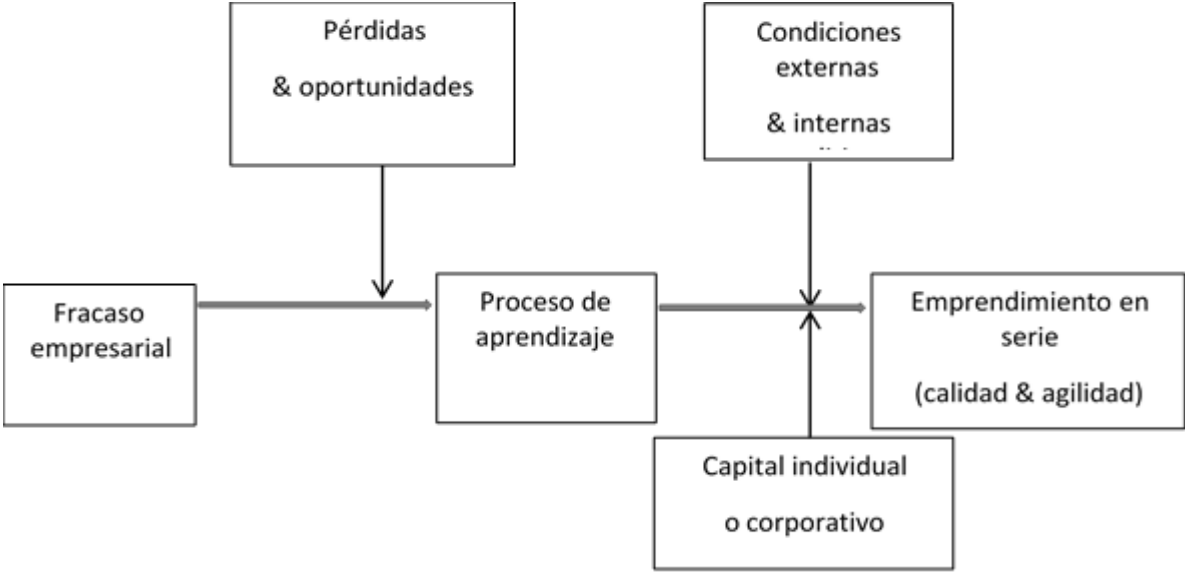 Pérdidas
& oportunidades
Condiciones
externas
& internas
Fracaso
empresarial
Proceso de
aprendizaje
Emprendimiento en
serie
(calidad & agilidad)
Capital individual
o corporativo